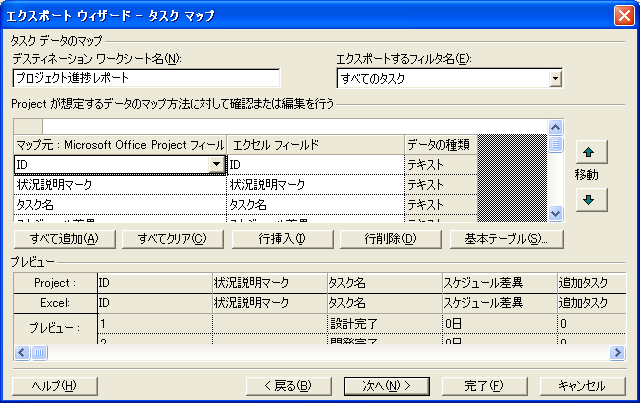 エクスポート ウィザード - タスク マップ
タスク データのマップ
デスティネーション ワークシート名(N): エクスポートするフィルタ名(E):
プロジェクト進捗レポート すべてのタスク
Project が想定するデータのマップ方法に対して確認または編集を行う
マップ元 : Microsoft Office Project フィール エクセル フィールド データの種類
ID ID テキスト
状況説明マーク 状況説明マーク テキスト
移動
タスク名 タスク名 テキスト
すべて追加(A) すべてクリア(C) 行挿入(I) 行削除(D) 基本テーブル(S)...
プレビュー
Project : ID 状況説明マーク タスク名 スケジュール差異 追加タスク
Excel: ID 状況説明マーク タスク名 スケジュール差異 追加タスク
プレビュー : 1 設計完了 0日 0
2 開発完了 0日 0
ヘルプ(H) < 戻る(B) 次へ(N) > 完了(F) キャンセル